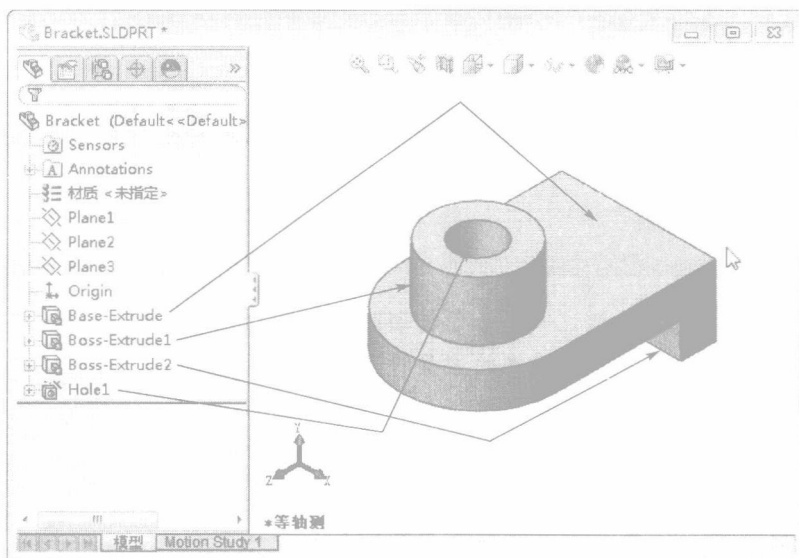 Bracket.SLDPRT *
Bracket (Default<<Default>
Sensors
Annotations
材质 <未指定>
Plane1
Plane2
Plane3
Origin
Base-Extrude
Boss-Extrude1
Boss-Extrude2
Hole1
Y
Z
X
*等轴测
模型
Motion Study 1